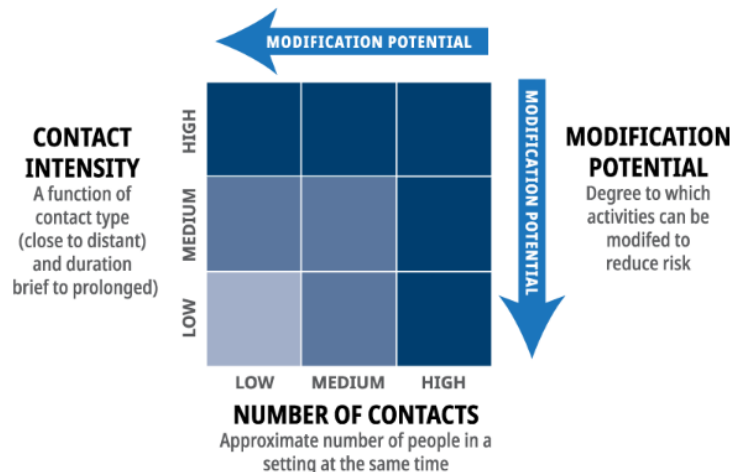 MODIFICATION POTENTIAL
CONTACT
INTENSITY
A function of
contact type
(close to distant)
and duration
brief to prolonged)
HIGH
MEDIUM
LOW
MODIFICATION POTENTIAL
MODIFICATION
POTENTIAL
Degree to which
activities can be
modifed to
reduce risk
LOW MEDIUM HIGH
NUMBER OF CONTACTS
Approximate number of people in a
setting at the same time